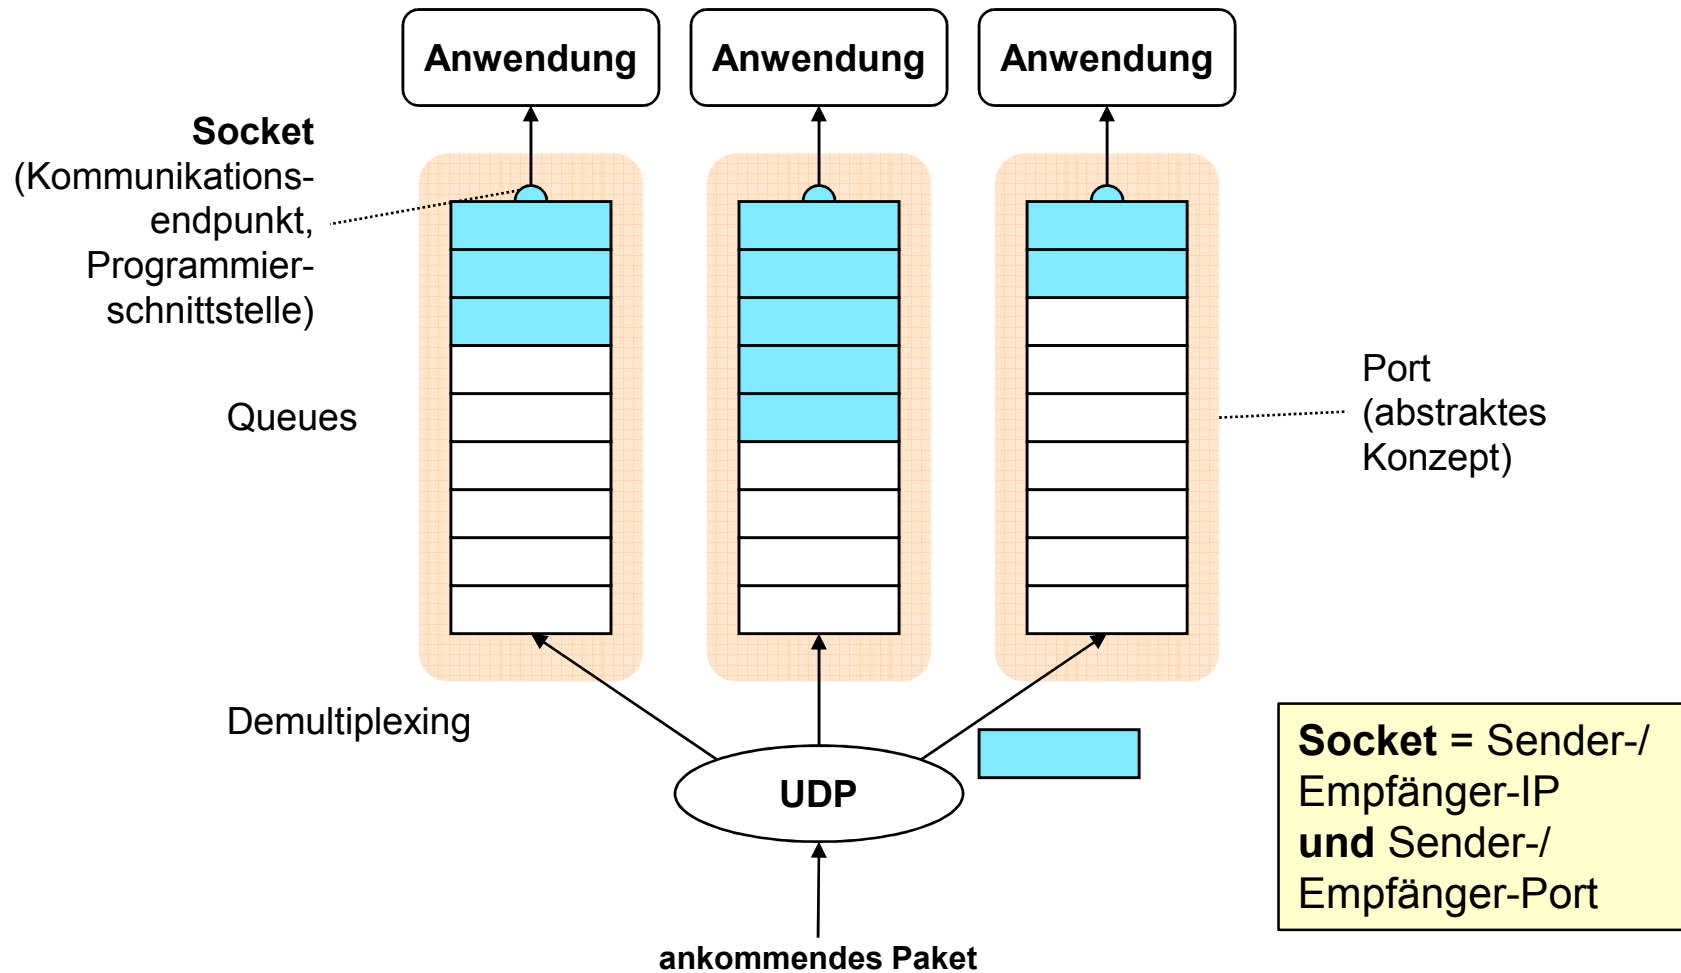 Anwendung
Anwendung
Anwendung
Socket
(Kommunikations-
endpunkt,
Programmier-
schnittstelle)
Queues
Port
(abstraktes
Konzept)
Demultiplexing
UDP
Socket = Sender-/
Empfänger-IP
und Sender-/
Empfänger-Port
ankommendes Paket